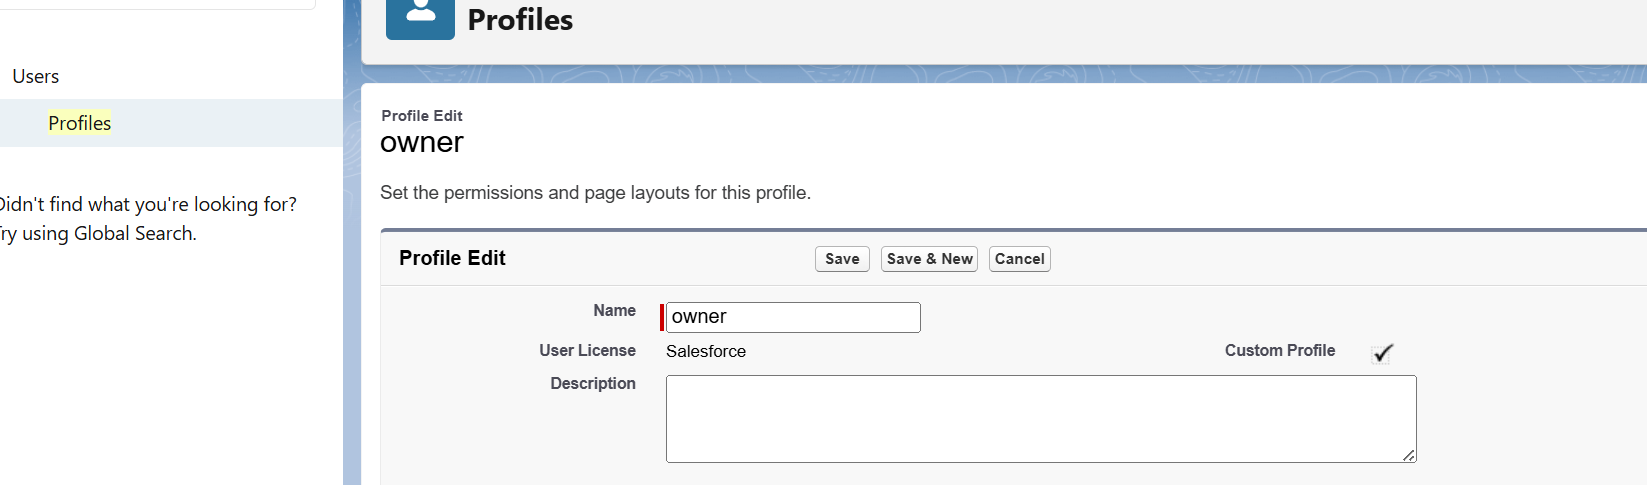 Profiles
Users
Profiles
Didn't find what you're looking for?
Try using Global Search.
Profile Edit
owner
Set the permissions and page layouts for this profile.
Profile Edit
Save
Save & New
Cancel
Name
owner
User License
Salesforce
Custom Profile
Description